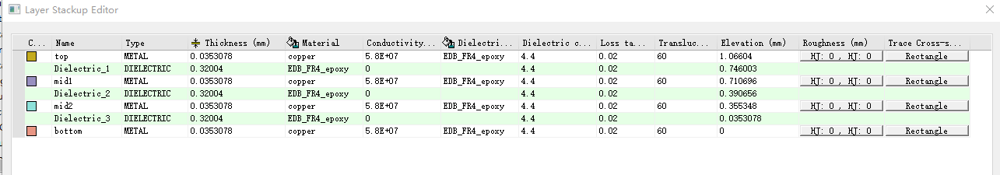 Layer Stackup Editor
C... Name Type Thickness (mm) Material Conductivity... Dielectri... Dielectric c... Loss ta... Transluc... Elevation (mm) Roughness (mm) Trace Cross-s...
top METAL 0.0353078 copper 5.8E+07 EDB_FR4_epoxy 4.4 0.02 60 1.06604 HJ: 0 , HJ: 0 Rectangle
Dielectric_1 DIELECTRIC 0.32004 EDB_FR4_epoxy 0 4.4 0.02 0.746003
mid1 METAL 0.0353078 copper 5.8E+07 EDB_FR4_epoxy 4.4 0.02 60 0.710696 HJ: 0 , HJ: 0 Rectangle
Dielectric_2 DIELECTRIC 0.32004 EDB_FR4_epoxy 0 4.4 0.02 0.390656
mid2 METAL 0.0353078 copper 5.8E+07 EDB_FR4_epoxy 4.4 0.02 60 0.355348 HJ: 0 , HJ: 0 Rectangle
Dielectric_3 DIELECTRIC 0.32004 EDB_FR4_epoxy 0 4.4 0.02 0.0353078
bottom METAL 0.0353078 copper 5.8E+07 EDB_FR4_epoxy 4.4 0.02 60 0 HJ: 0 , HJ: 0 Rectangle